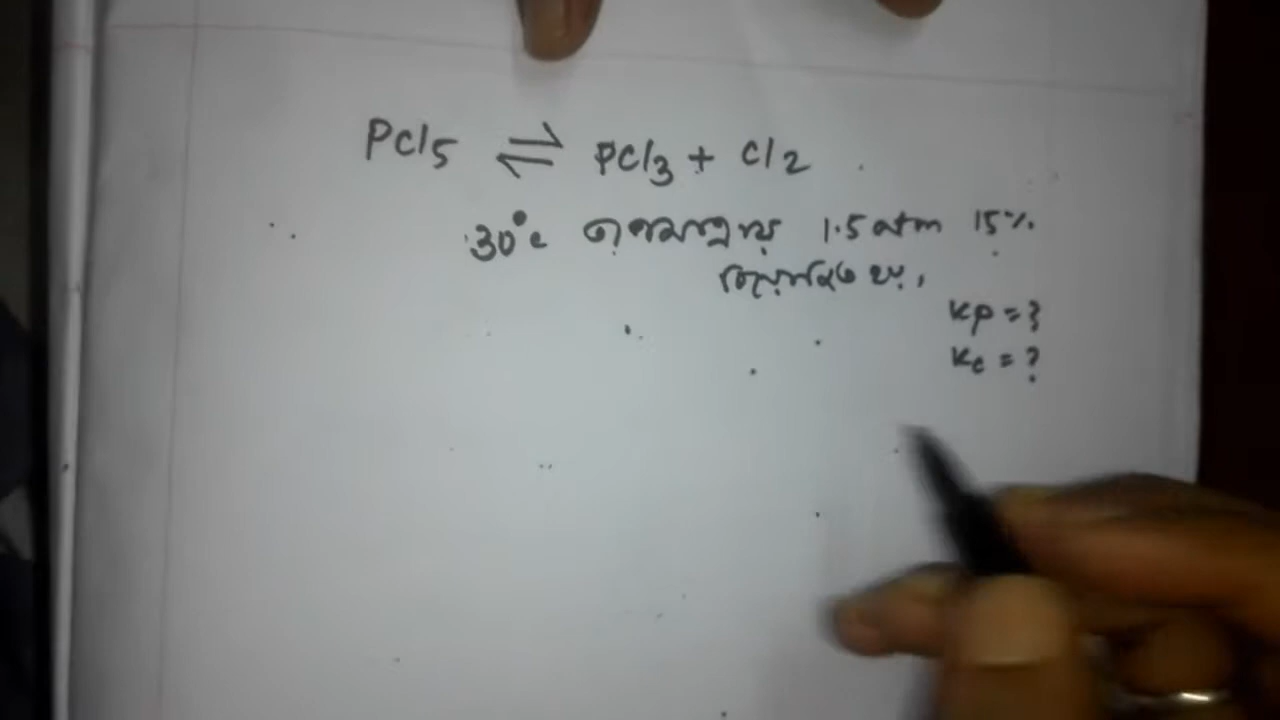 PCl5 ⇌ PCl3 + Cl2
30°C তাপমাত্রায় 1.5 atm 15%
বিয়োজিত হয়,
Kp = ?
Kc = ?